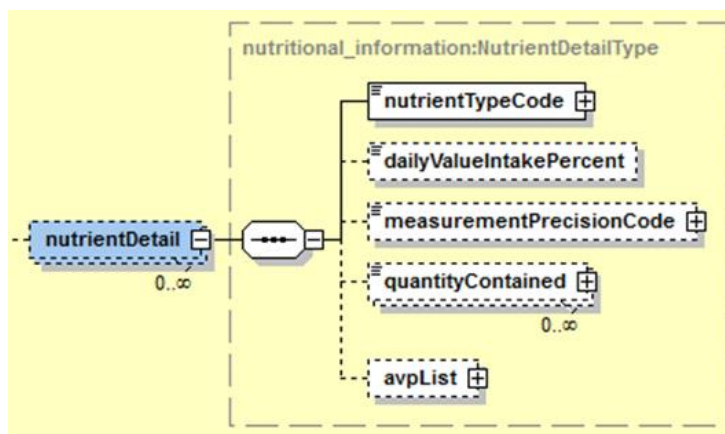 nutritional_information:NutrientDetailType
nutrientTypeCode
dailyValueIntakePercent
measurementPrecisionCode
nutrientDetail
0..∞
quantityContained
0..∞
avpList